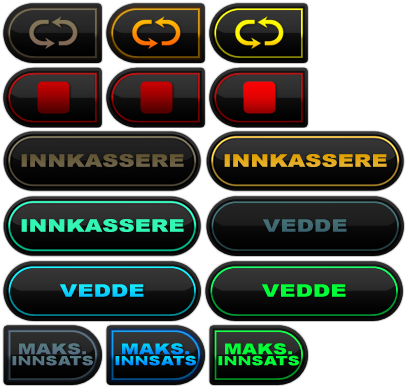 INNKASSERE INNKASSERE
INNKASSERE VEDDE
VEDDE VEDDE
MAKS. MAKS. MAKS.
INNSATS INNSATS INNSATS